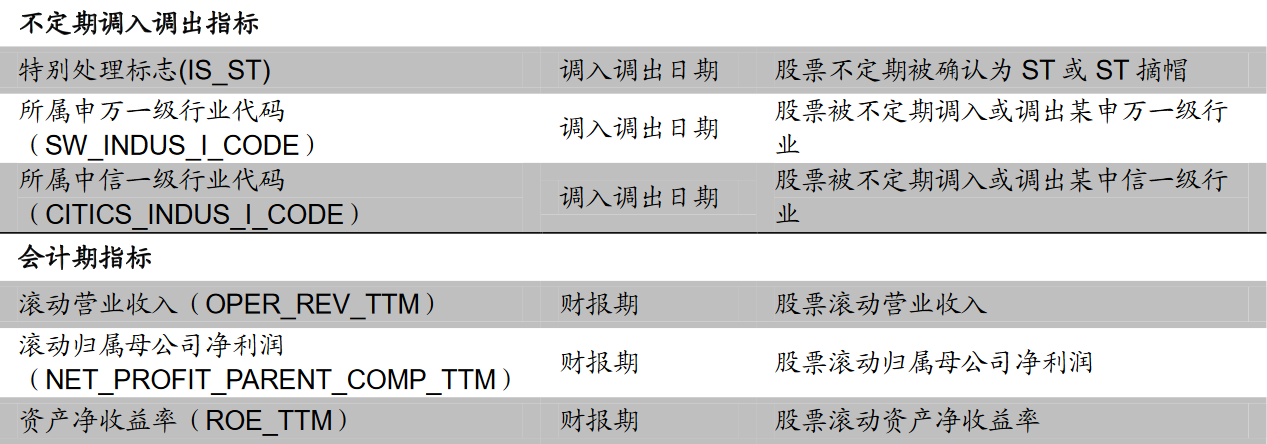 不定期调入调出指标
特别处理标志(IS_ST) 调入调出日期 股票不定期被确认为 ST 或 ST 摘帽
所属申万一级行业代码
（SW_INDUS_I_CODE） 调入调出日期 股票被不定期调入或调出某申万一级行
业
所属中信一级行业代码
（CITICS_INDUS_I_CODE） 调入调出日期 股票被不定期调入或调出某中信一级行
业
会计期指标
滚动营业收入（OPER_REV_TTM） 财报期 股票滚动营业收入
滚动归属母公司净利润
（NET_PROFIT_PARENT_COMP_TTM） 财报期 股票滚动归属母公司净利润
资产净收益率（ROE_TTM） 财报期 股票滚动资产净收益率